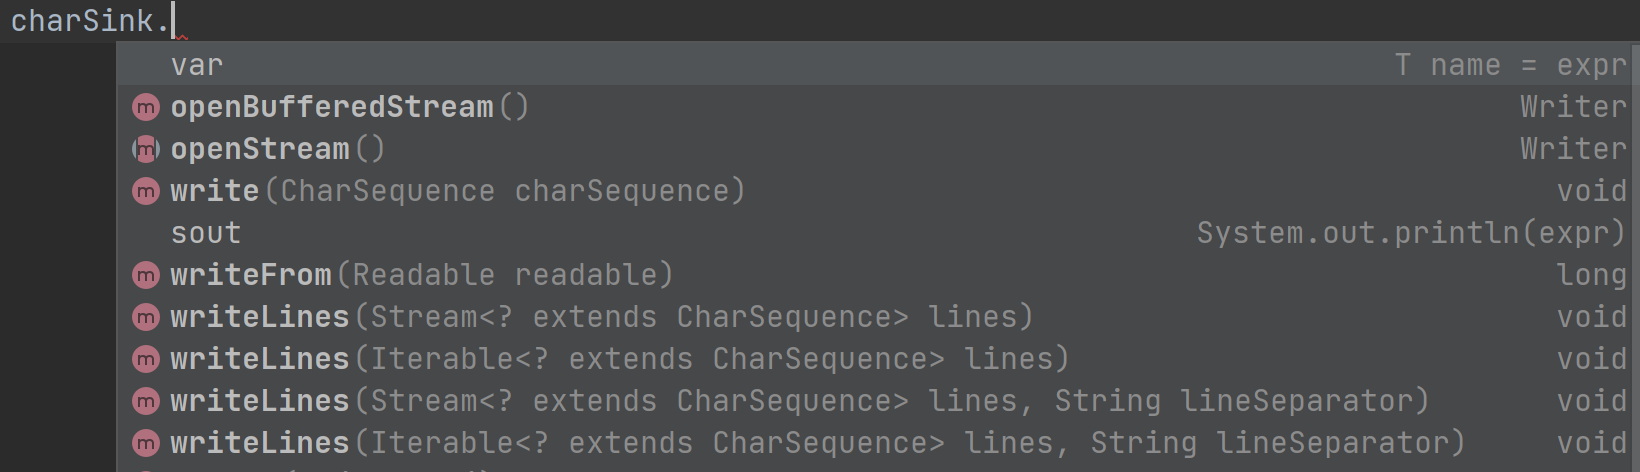 charSink.
var T name = expr
m openBufferedStream() Writer
m openStream() Writer
m write(CharSequence charSequence) void
sout System.out.println(expr)
m writeFrom(Readable readable) long
m writeLines(Stream<? extends CharSequence> lines) void
m writeLines(Iterable<? extends CharSequence> lines) void
m writeLines(Stream<? extends CharSequence> lines, String lineSeparator) void
m writeLines(Iterable<? extends CharSequence> lines, String lineSeparator) void